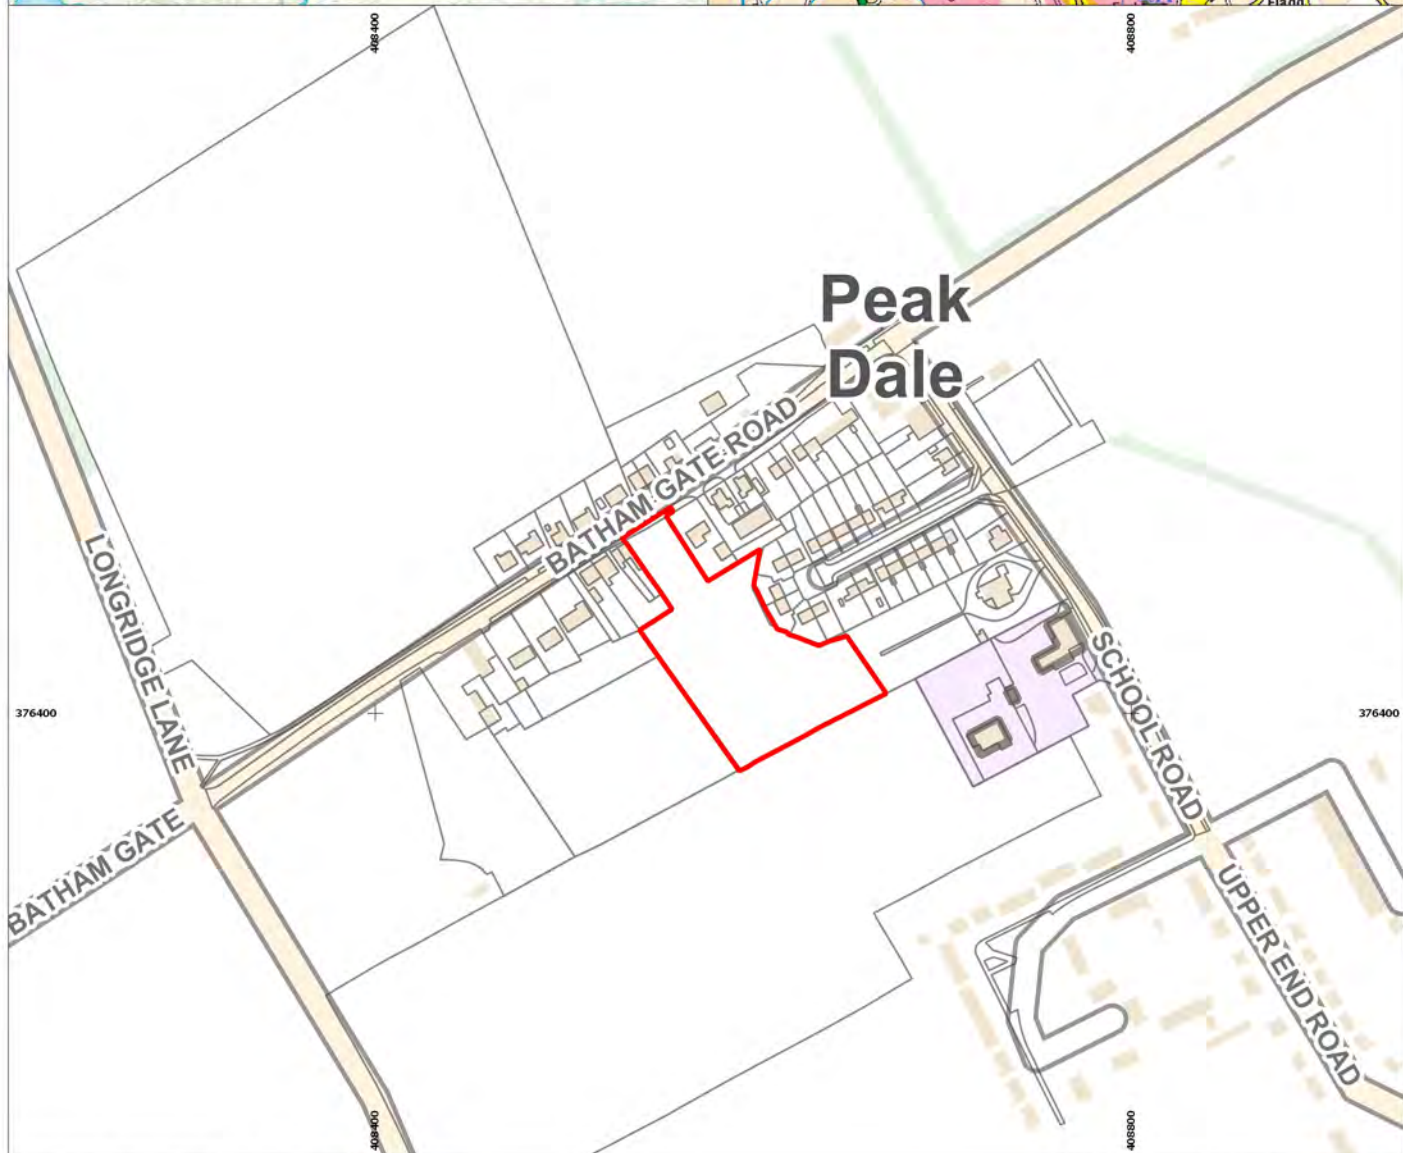 Flagg
408400
408800
Peak
Dale
BATHAM GATE ROAD
LONGRIDGE LANE
SCHOOL ROAD
376400
376400
BATHAM GATE
UPPER END ROAD
408400
408800